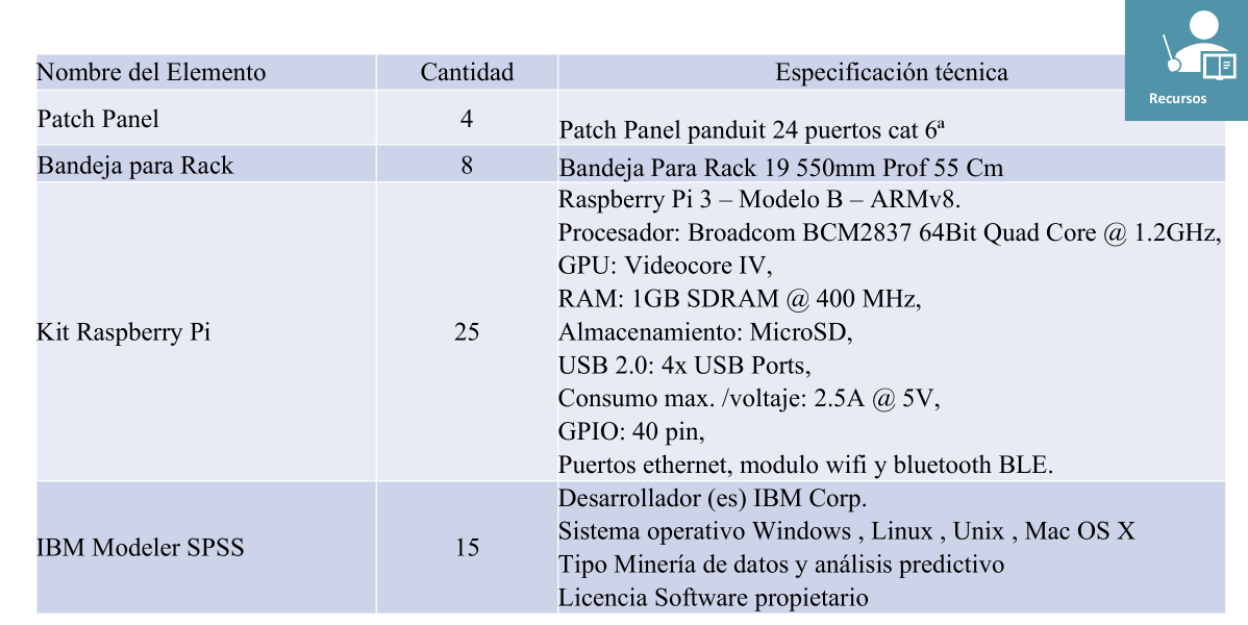 Recursos
Nombre del Elemento Cantidad Especificación técnica
Patch Panel 4 Patch Panel panduit 24 puertos cat 6ª
Bandeja para Rack 8 Bandeja Para Rack 19 550mm Prof 55 Cm
Kit Raspberry Pi 25 Raspberry Pi 3 – Modelo B – ARMv8.
Procesador: Broadcom BCM2837 64Bit Quad Core @ 1.2GHz,
GPU: Videocore IV,
RAM: 1GB SDRAM @ 400 MHz,
Almacenamiento: MicroSD,
USB 2.0: 4x USB Ports,
Consumo max. /voltaje: 2.5A @ 5V,
GPIO: 40 pin,
Puertos ethernet, modulo wifi y bluetooth BLE.
IBM Modeler SPSS 15 Desarrollador (es) IBM Corp.
Sistema operativo Windows , Linux , Unix , Mac OS X
Tipo Minería de datos y análisis predictivo
Licencia Software propietario